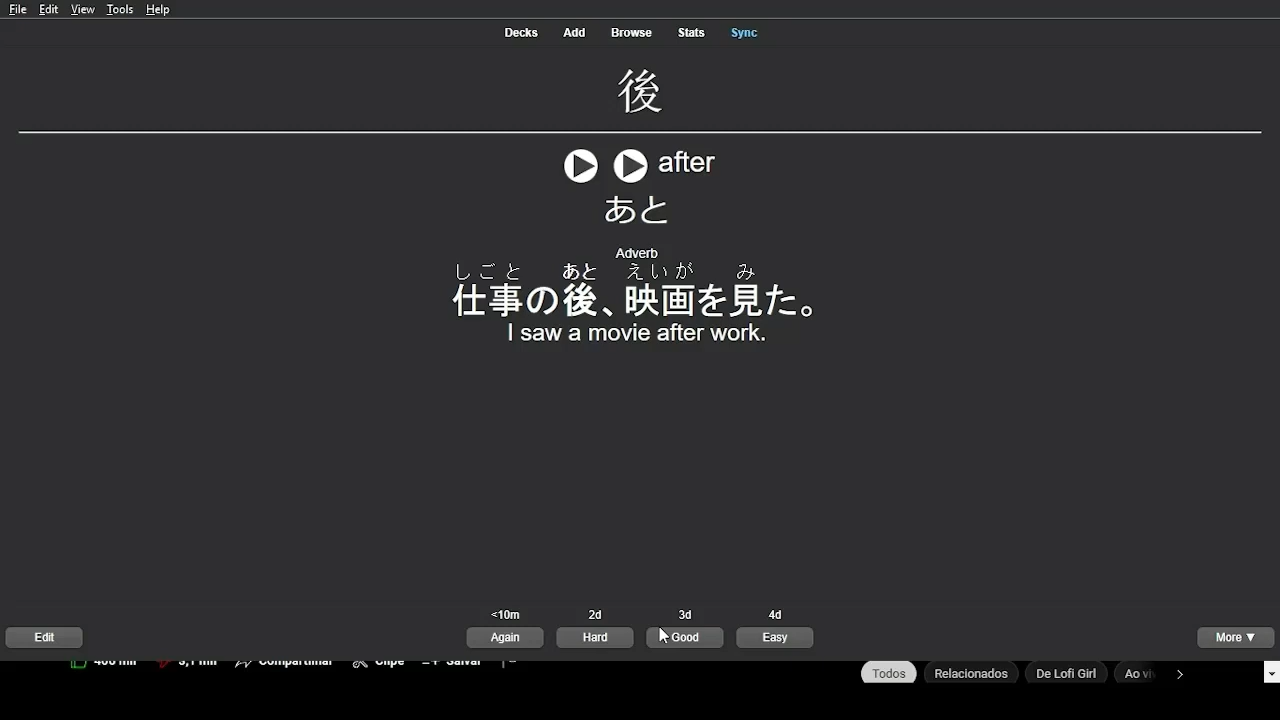 File Edit View Tools Help
Decks Add Browse Stats Sync
後
after
あと
Adverb
しごと あと えいが み
仕事の後、映画を見た。
I saw a movie after work.
<10m 2d 3d 4d
Edit Again Hard Good Easy More ▼
Compartilhar Clipe Salvar
Todos Relacionados De Lofi Girl Ao